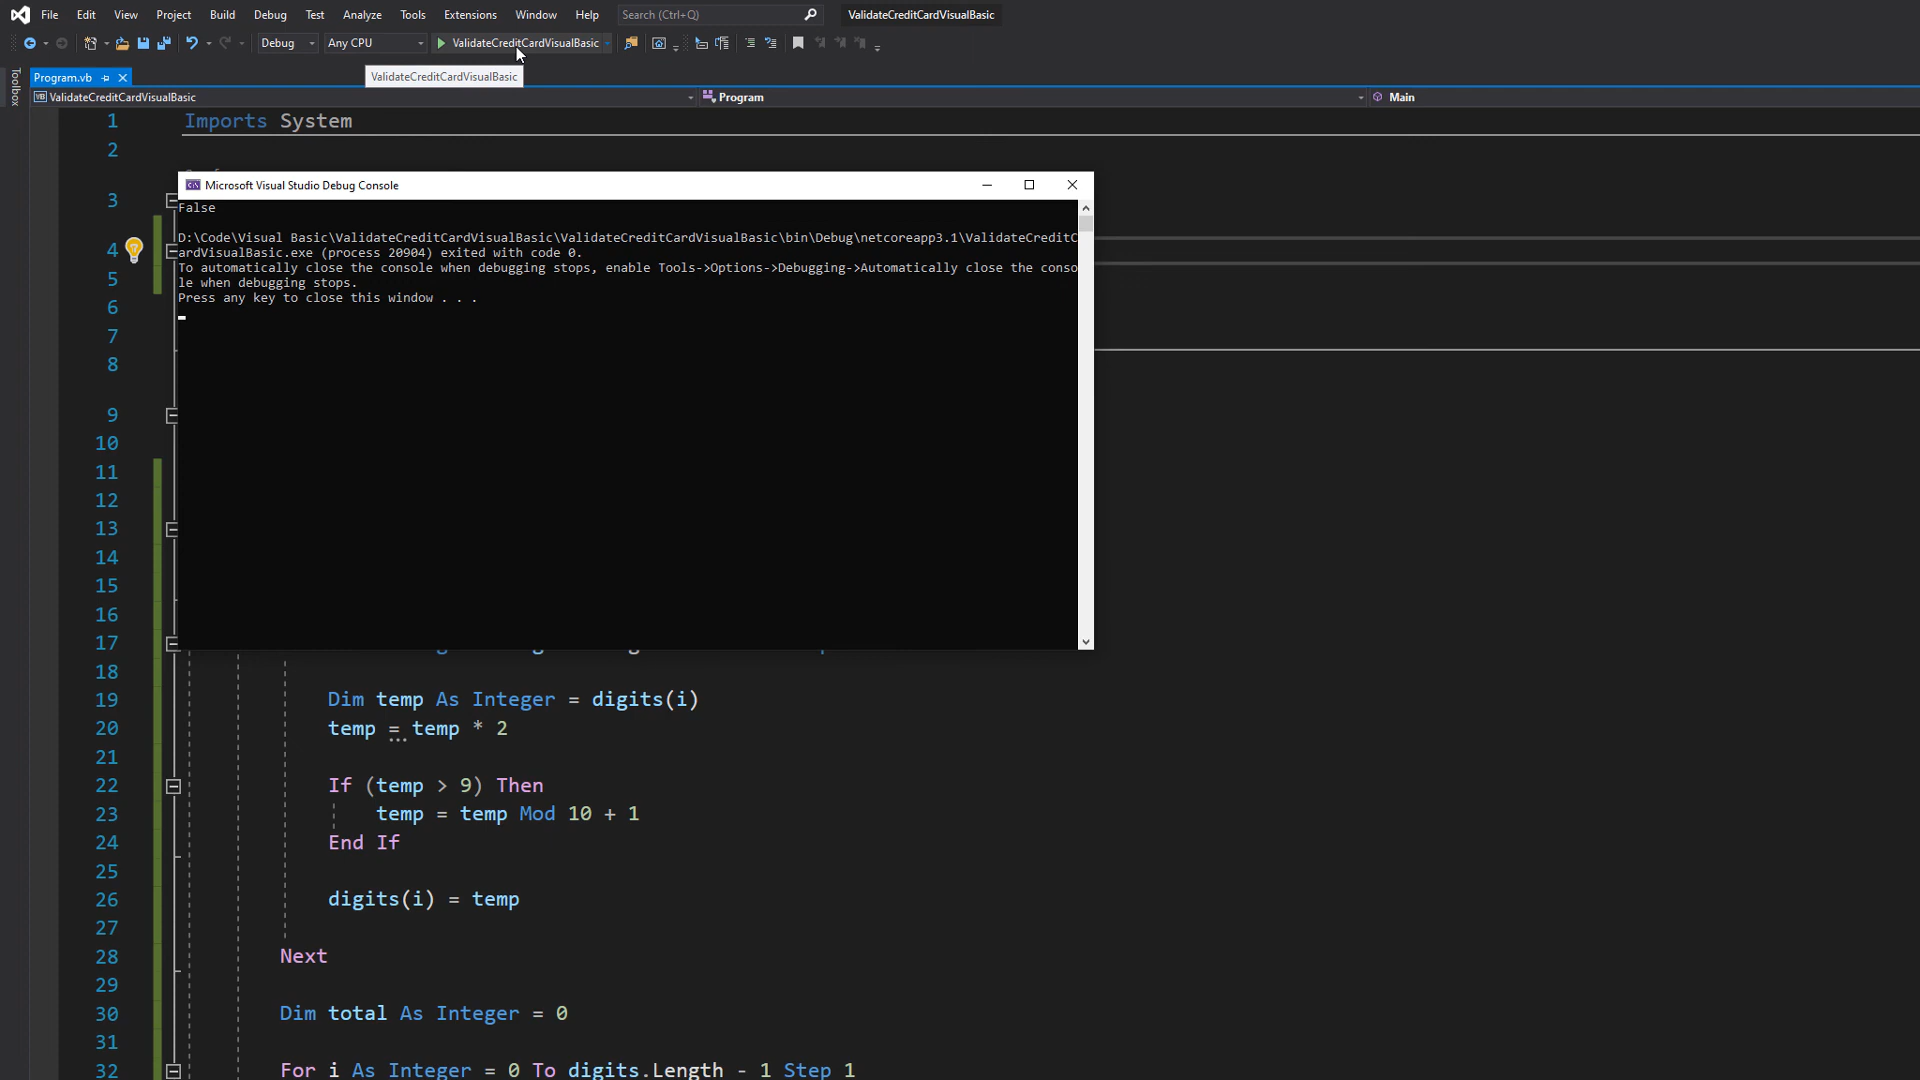 File Edit View Project Build Debug Test Analyze Tools Extensions Window Help Search (Ctrl+Q) ValidateCreditCardVisualBasic
Debug Any CPU ValidateCreditCardVisualBasic
Toolbox
Program.vb
ValidateCreditCardVisualBasic
ValidateCreditCardVisualBasic Program Main
1 Imports System
2
3
4
5
6
7
8
9
10
11
12
13
14
15
16
17
Microsoft Visual Studio Debug Console
False
D:\Code\Visual Basic\ValidateCreditCardVisualBasic\ValidateCreditCardVisualBasic\bin\Debug\netcoreapp3.1\ValidateCreditC
ardVisualBasic.exe (process 20904) exited with code 0.
To automatically close the console when debugging stops, enable Tools->Options->Debugging->Automatically close the conso
le when debugging stops.
Press any key to close this window . . .
18
19 Dim temp As Integer = digits(i)
20 temp = temp * 2
21
22 If (temp > 9) Then
23 temp = temp Mod 10 + 1
24 End If
25
26 digits(i) = temp
27
28 Next
29
30 Dim total As Integer = 0
31
32 For i As Integer = 0 To digits.Length - 1 Step 1